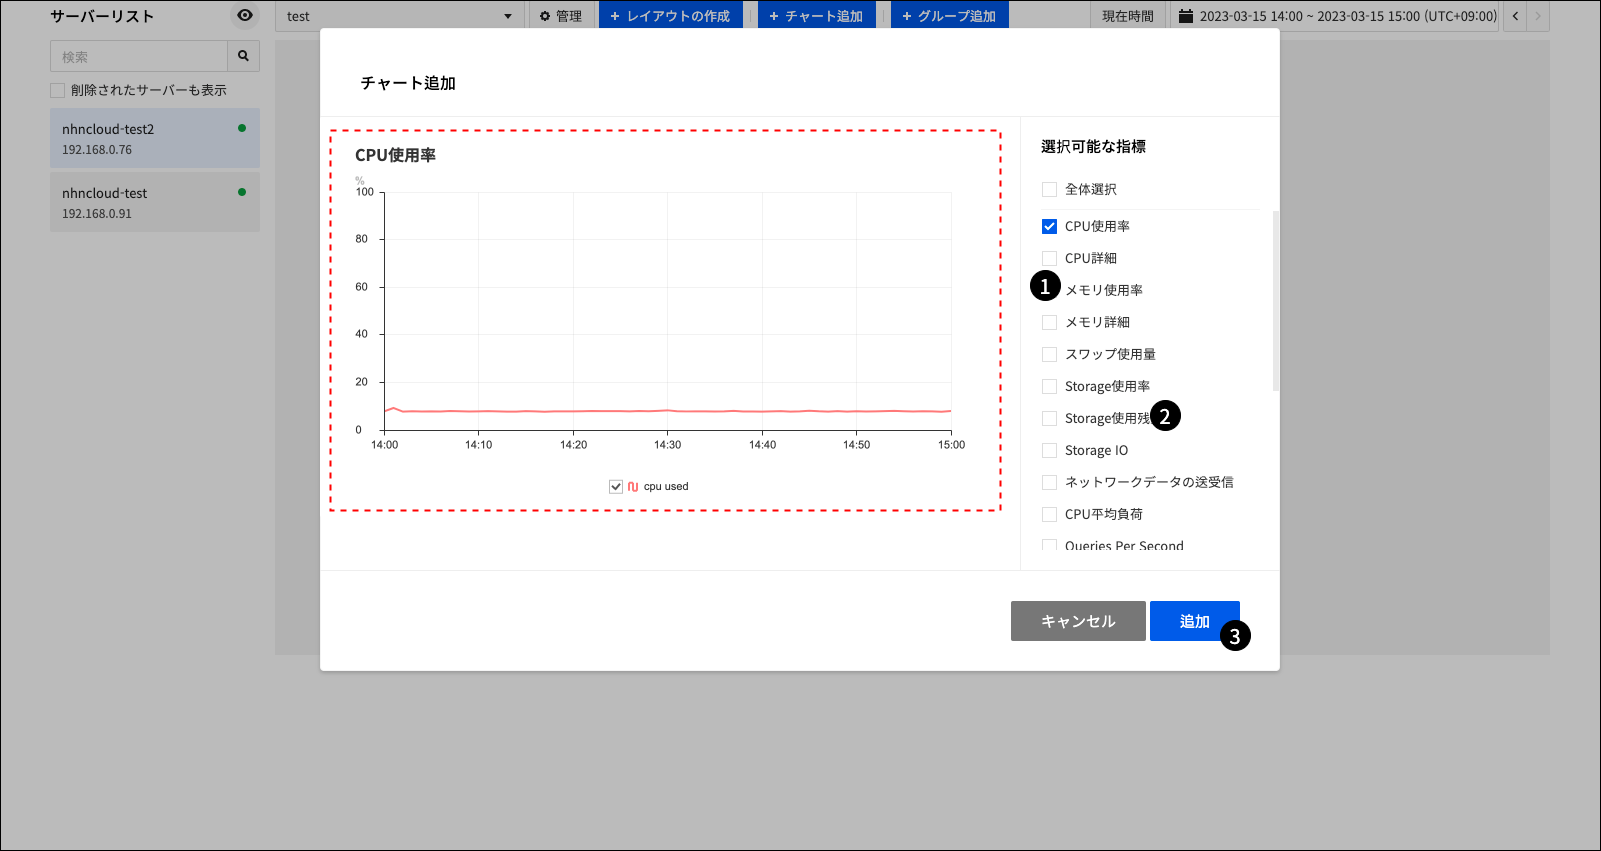 サーバーリスト
test
管理
+ レイアウトの作成
+ チャート追加
+ グループ追加
現在時間
2023-03-15 14:00 ~ 2023-03-15 15:00 (UTC+09:00)
検索
削除されたサーバーも表示
nhncloud-test2
192.168.0.76
nhncloud-test
192.168.0.91
チャート追加
CPU使用率
%
100
80
60
40
20
0
14:00
14:10
14:20
14:30
14:40
14:50
15:00
cpu used
選択可能な指標
全体選択
CPU使用率
CPU詳細
1
メモリ使用率
メモリ詳細
スワップ使用量
Storage使用率
Storage使用残
2
Storage IO
ネットワークデータの送受信
CPU平均負荷
Queries Per Second
キャンセル
追加
3